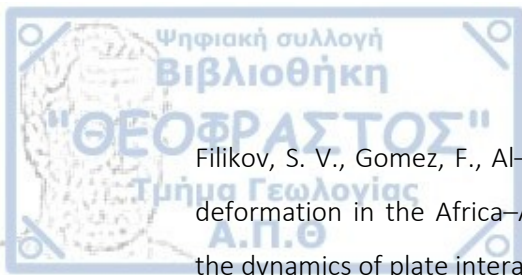 Ψηφιακή συλλογή
Βιβλιοθήκη
"ΘΕΟΦΡΑΣΤΟΣ"
Τμήμα Γεωλογίας
Α.Π.Θ
Filikov, S. V., Gomez, F., Al-
deformation in the Africa–A
the dynamics of plate intera